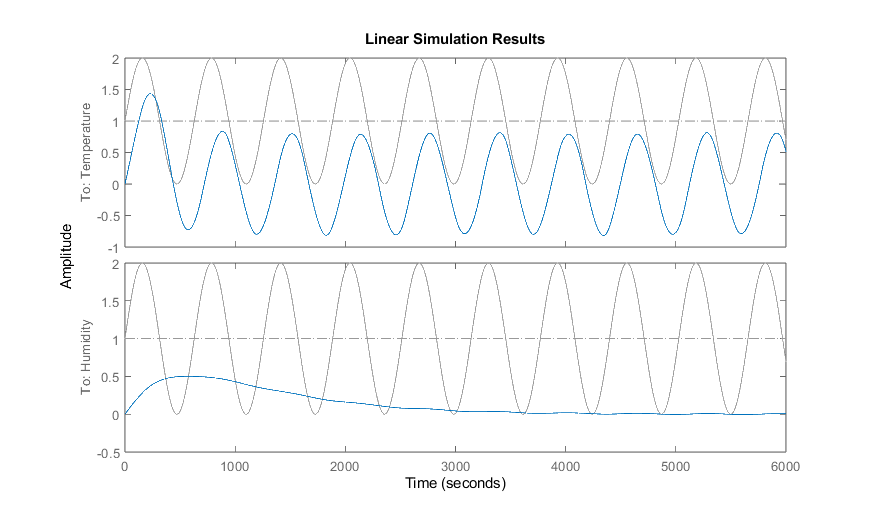 Linear Simulation Results
Amplitude
To: Temperature
2
1.5
1
0.5
0
-0.5
-1
To: Humidity
2
1.5
1
0.5
0
-0.5
0 1000 2000 3000 4000 5000 6000
Time (seconds)